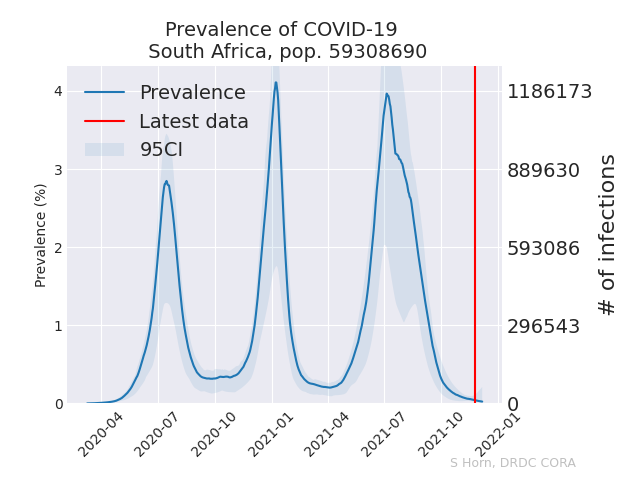 Prevalence of COVID-19
South Africa, pop. 59308690
Prevalence
Latest data
95CI
Prevalence (%)
4
3
2
1
0
1186173
889630
593086
296543
0
# of infections
2020-04
2020-07
2020-10
2021-01
2021-04
2021-07
2021-10
2022-01
S Horn, DRDC CORA